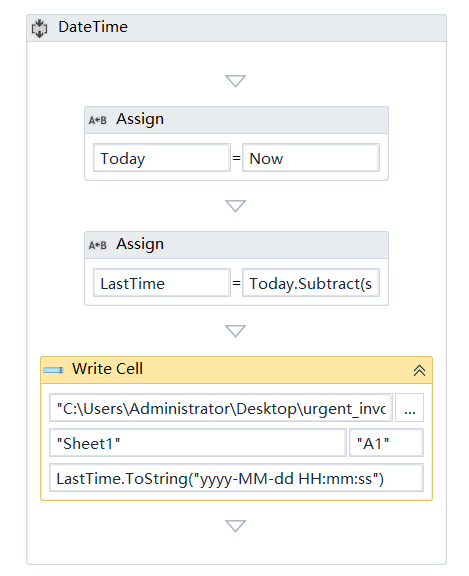 DateTime
A+B Assign
Today = Now
A+B Assign
LastTime = Today.Subtract(s
Write Cell
"C:\Users\Administrator\Desktop\urgent_invc ...
"Sheet1" "A1"
LastTime.ToString("yyyy-MM-dd HH:mm:ss")